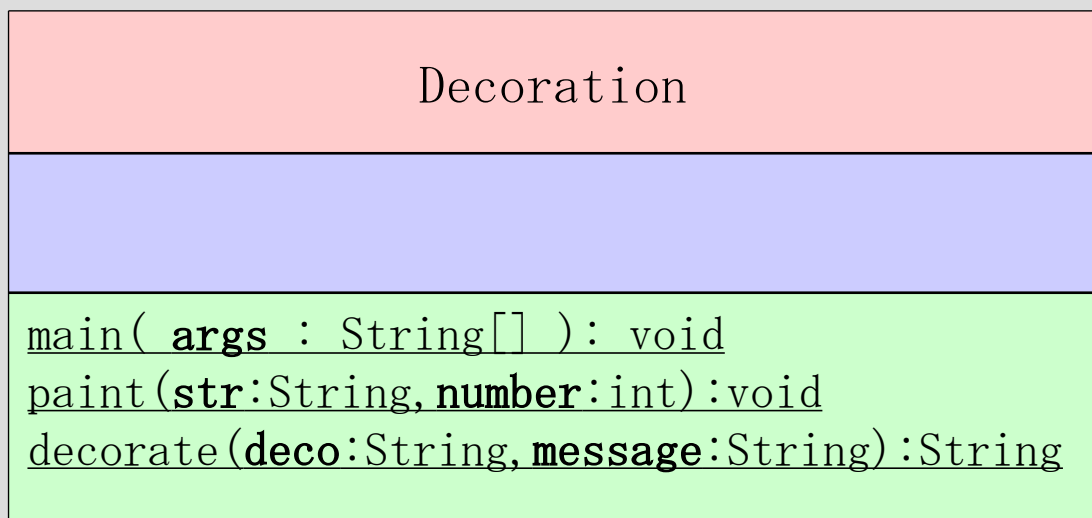 Decoration
main( args : String[] ): void
paint(str:String,number:int):void
decorate(deco:String,message:String):String